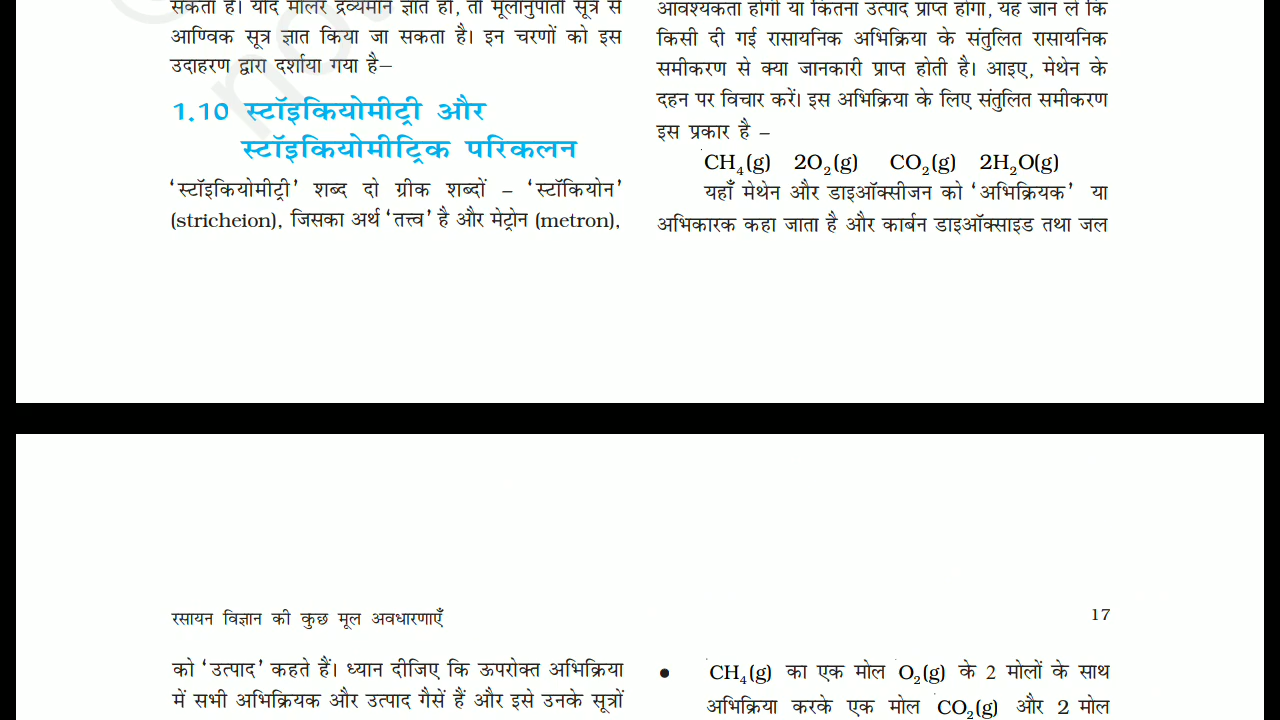 सकता है। यदि मोलर द्रव्यमान ज्ञात हो, तो मूलानुपाती सूत्र से
आण्विक सूत्र ज्ञात किया जा सकता है। इन चरणों को इस
उदाहरण द्वारा दर्शाया गया है–
1.10 स्टॉइकियोमीट्री और
स्टॉइकियोमीट्रिक परिकलन
‘स्टॉइकियोमीट्री’ शब्द दो ग्रीक शब्दों – ‘स्टॉकियोन’
(stricheion), जिसका अर्थ ‘तत्त्व’ है और मेट्रोन (metron),
आवश्यकता होगी या कितना उत्पाद प्राप्त होगा, यह जान लें कि
किसी दी गई रासायनिक अभिक्रिया के संतुलित रासायनिक
समीकरण से क्या जानकारी प्राप्त होती है। आइए, मेथेन के
दहन पर विचार करें। इस अभिक्रिया के लिए संतुलित समीकरण
इस प्रकार है –
CH₄(g) 2O₂(g) CO₂(g) 2H₂O(g)
यहाँ मेथेन और डाइऑक्सीजन को ‘अभिक्रियक’ या
अभिकारक कहा जाता है और कार्बन डाइऑक्साइड तथा जल
रसायन विज्ञान की कुछ मूल अवधारणाएँ
17
को ‘उत्पाद’ कहते हैं। ध्यान दीजिए कि ऊपरोक्त अभिक्रिया
में सभी अभिक्रियक और उत्पाद गैसें हैं और इसे उनके सूत्रों
● CH₄(g) का एक मोल O₂(g) के 2 मोलों के साथ
अभिक्रिया करके एक मोल CO₂(g) और 2 मोल